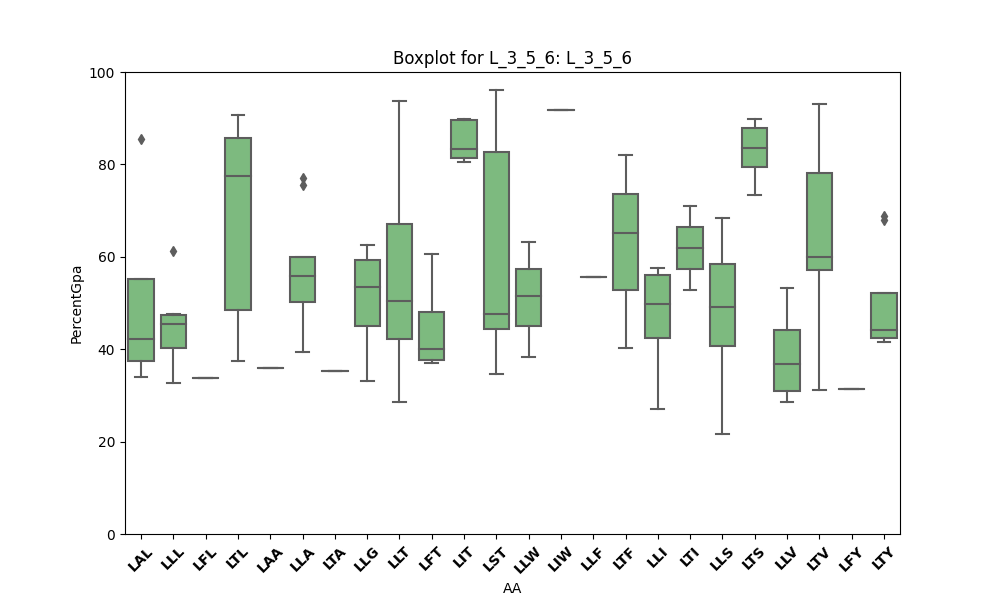 Boxplot for L_3_5_6: L_3_5_6
100
80
60
40
20
0
PercentGpa
LAL LLL LFL LTL LAA LLA LTA LLG LLT LFT LIT LST LLW LIW LLF LTF LLI LTI LLS LTS LLV LTV LFY LTY
AA